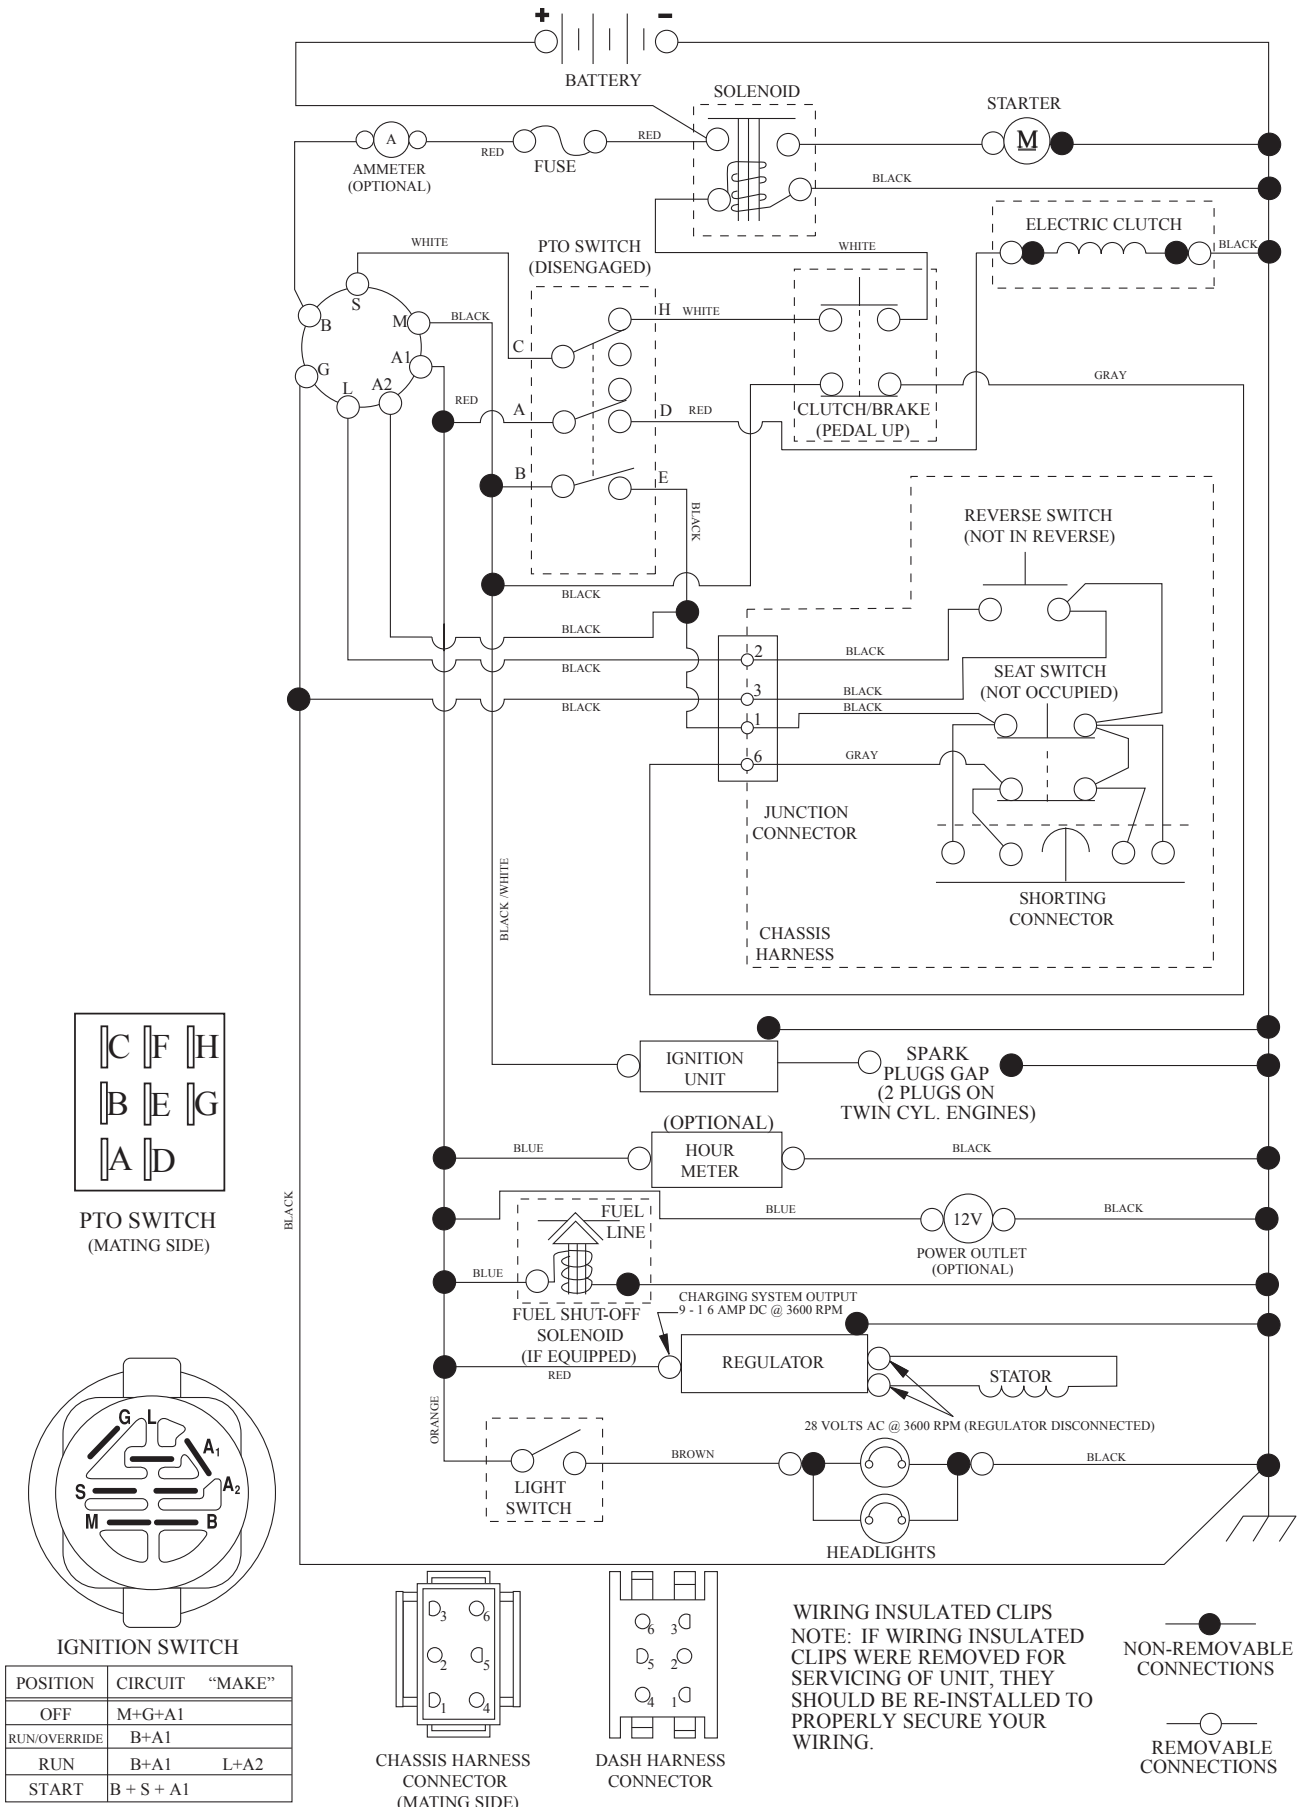 + −
BATTERY
SOLENOID
STARTER
A
AMMETER
(OPTIONAL)
RED
FUSE
RED
M
BLACK
ELECTRIC CLUTCH
BLACK
WHITE
PTO SWITCH
(DISENGAGED)
WHITE
S
B
M
BLACK
A1
G
L
A2
RED
C
H
WHITE
A
D
RED
B
E
BLACK
CLUTCH/BRAKE
(PEDAL UP)
GRAY
REVERSE SWITCH
(NOT IN REVERSE)
BLACK
BLACK
BLACK
BLACK
2
BLACK
3
BLACK
1
BLACK
6
GRAY
SEAT SWITCH
(NOT OCCUPIED)
JUNCTION
CONNECTOR
SHORTING
CONNECTOR
CHASSIS
HARNESS
BLACK /WHITE
C F H
B E G
A D
PTO SWITCH
(MATING SIDE)
BLACK
IGNITION
UNIT
SPARK
PLUGS GAP
(2 PLUGS ON
TWIN CYL. ENGINES)
(OPTIONAL)
HOUR
METER
BLUE
BLACK
FUEL
LINE
BLUE
12V
BLACK
POWER OUTLET
(OPTIONAL)
BLUE
FUEL SHUT-OFF
SOLENOID
(IF EQUIPPED)
CHARGING SYSTEM OUTPUT
9 - 1 6 AMP DC @ 3600 RPM
RED
REGULATOR
STATOR
28 VOLTS AC @ 3600 RPM (REGULATOR DISCONNECTED)
ORANGE
LIGHT
SWITCH
BROWN
BLACK
HEADLIGHTS
G L
A1
A2
S
M B
IGNITION SWITCH
POSITION CIRCUIT “MAKE”
OFF M+G+A1
RUN/OVERRIDE B+A1
RUN B+A1 L+A2
START B + S + A1
3 6
2 5
1 4
CHASSIS HARNESS
CONNECTOR
(MATING SIDE)
6 3
5 2
4 1
DASH HARNESS
CONNECTOR
WIRING INSULATED CLIPS
NOTE: IF WIRING INSULATED
CLIPS WERE REMOVED FOR
SERVICING OF UNIT, THEY
SHOULD BE RE-INSTALLED TO
PROPERLY SECURE YOUR
WIRING.
NON-REMOVABLE
CONNECTIONS
REMOVABLE
CONNECTIONS